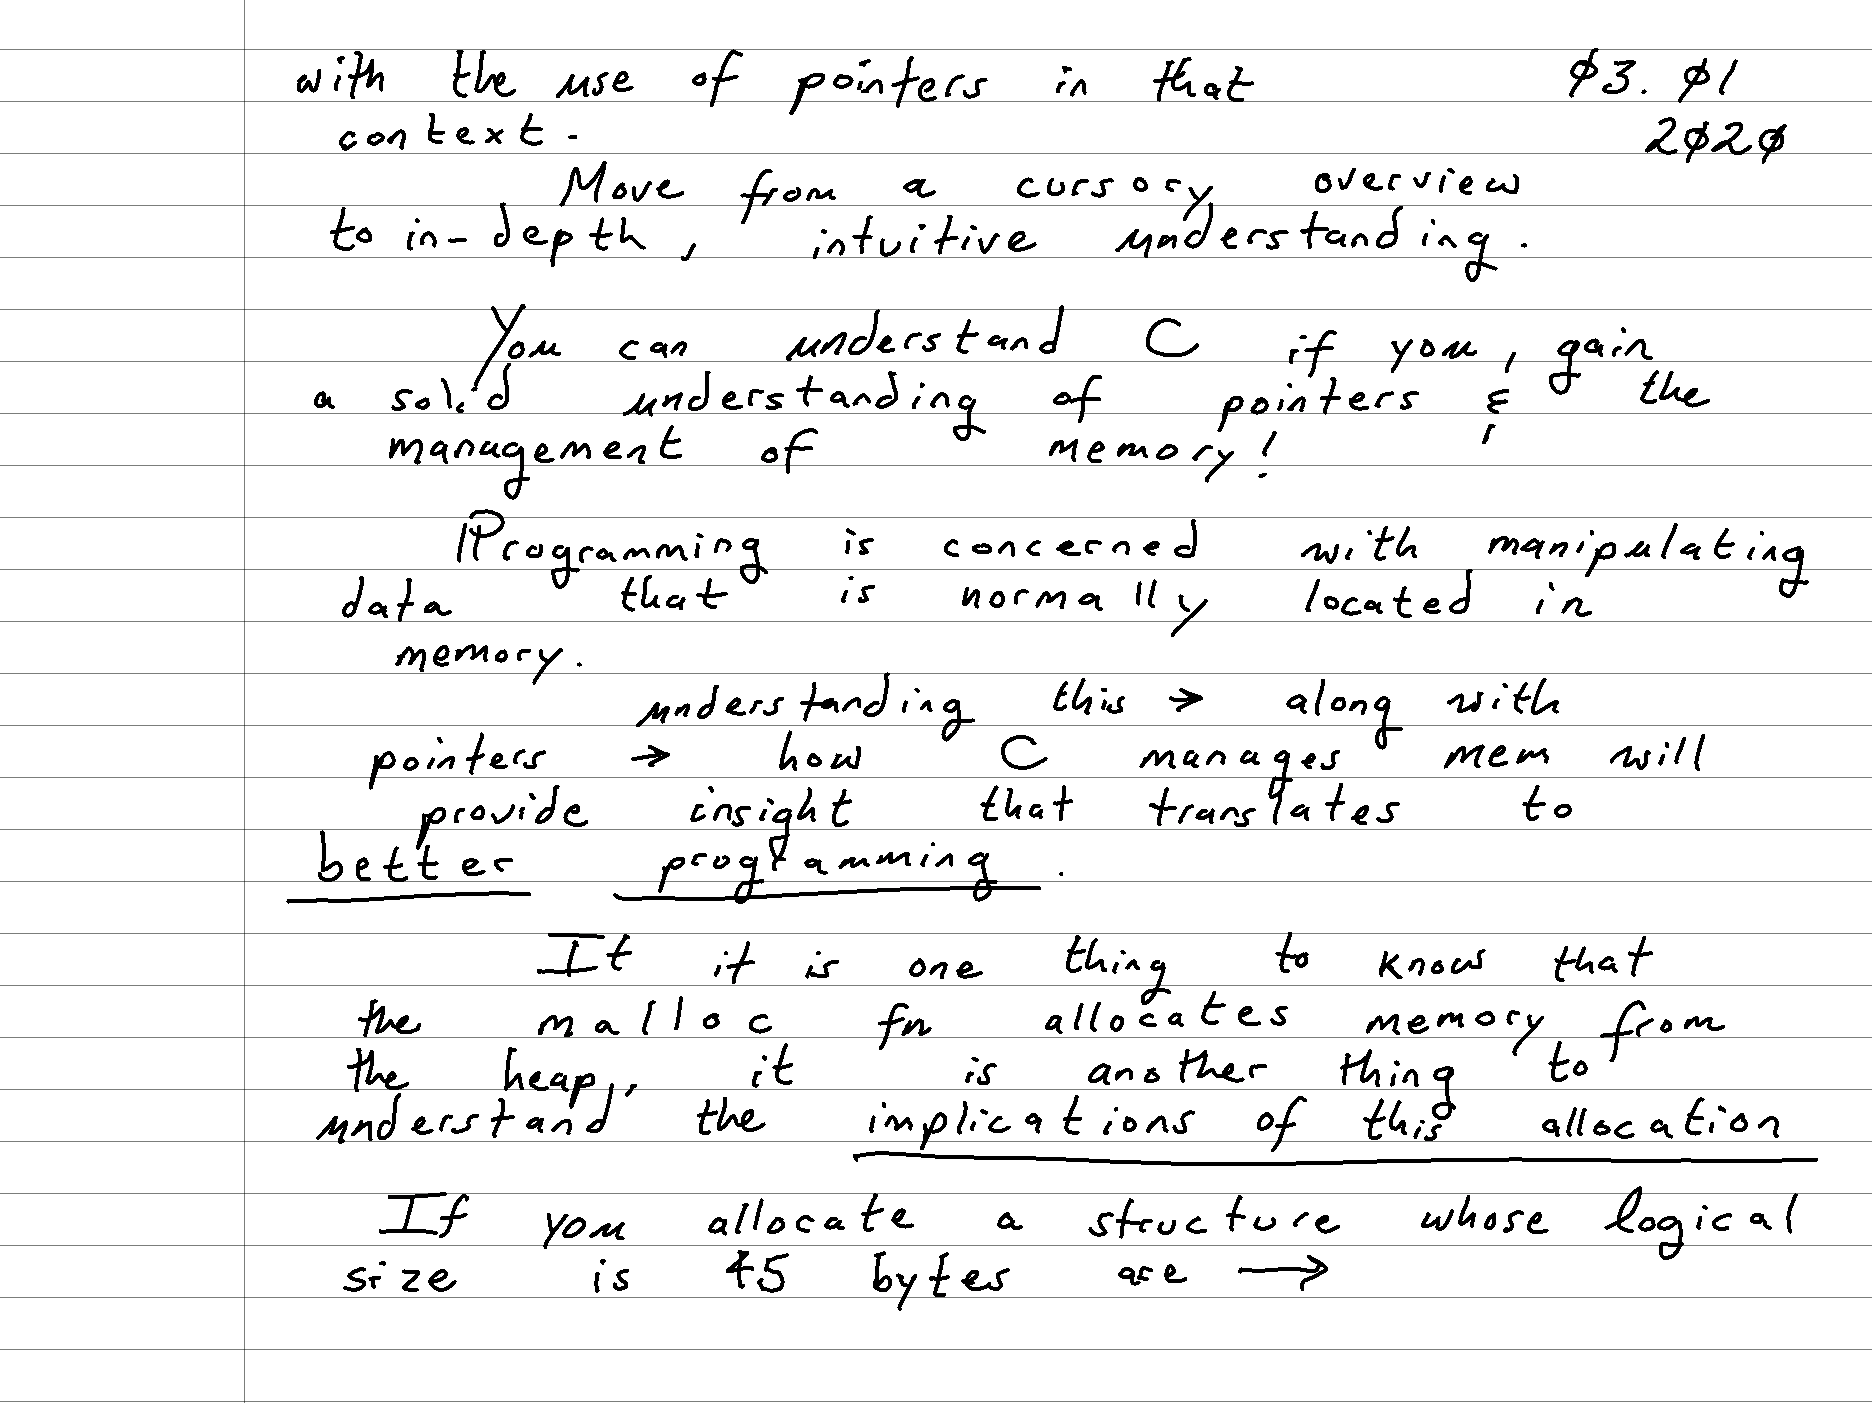 with the use of pointers in that
φ3. φ1
context.
2φ2φ
Move from a cursory overview
to in-depth, intuitive understanding.
You can understand C if you, gain
a solid understanding of pointers & the
management of memory!
Programming is concerned with manipulating
data that is normally located in
memory.
understanding this → along with
pointers → how C manages mem will
provide insight that translates to
better programming.
It it is one thing to know that
the malloc fn allocates memory from
the heap, it is another thing to
understand the implications of this allocation
If you allocate a structure whose logical
size is 45 bytes are →